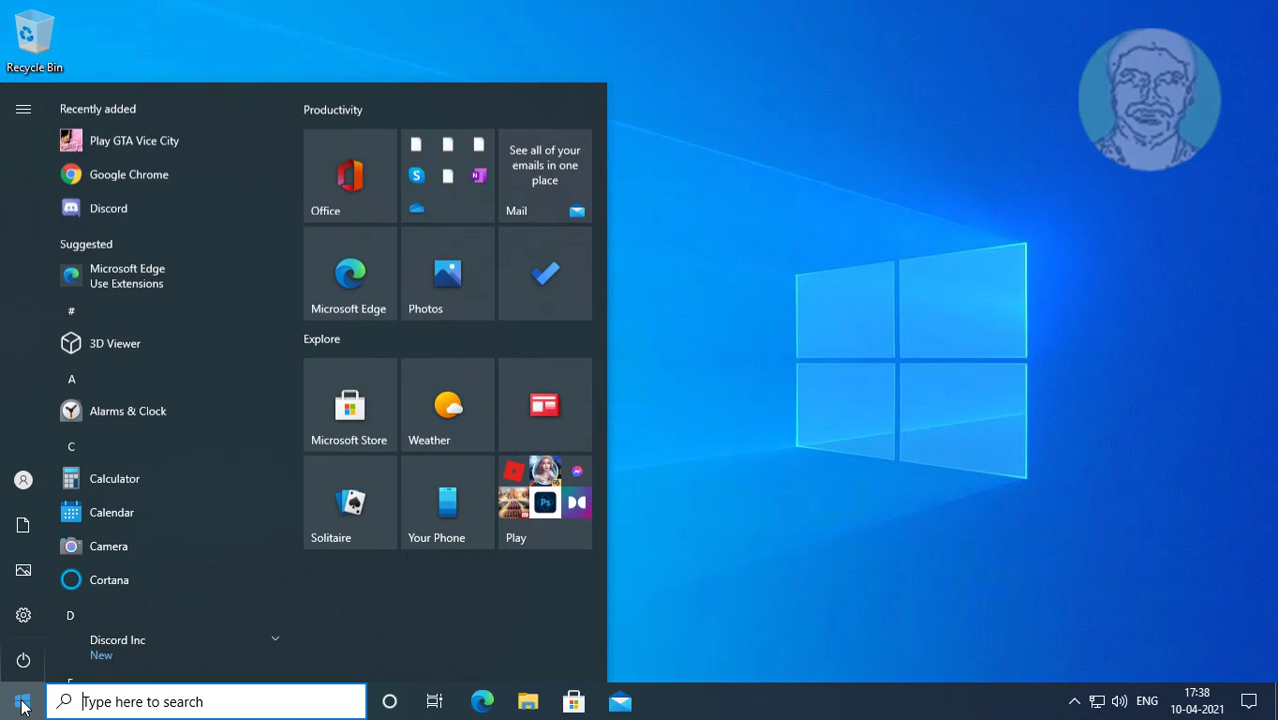 Recycle Bin
Recently added
Play GTA Vice City
Google Chrome
Discord
Suggested
Microsoft Edge
Use Extensions
#
3D Viewer
A
Alarms & Clock
C
Calculator
Calendar
Camera
Cortana
D
Discord Inc
New
Productivity
Office
See all of your
emails in one
place
Mail
Microsoft Edge
Photos
Explore
Microsoft Store
Weather
Solitaire
Your Phone
Ps
Play
Type here to search
ENG
17:38
10-04-2021